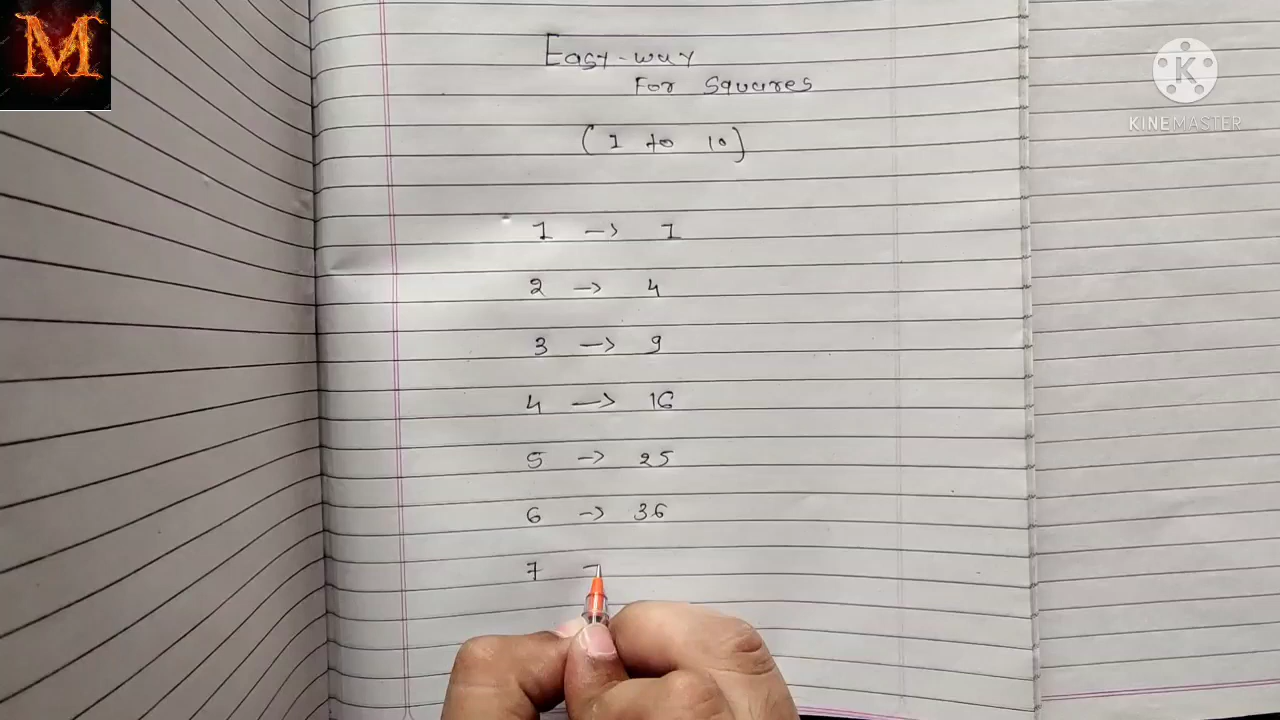 M
KINEMASTER
Easy-way
For Squares
(1 to 10)
1 -> 1
2 -> 4
3 -> 9
4 -> 16
5 -> 25
6 -> 36
7 -